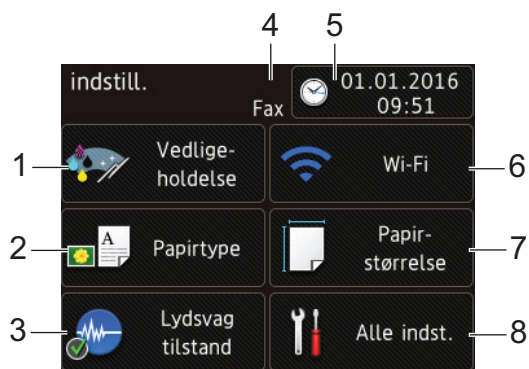 4 5
indstill.
Fax
01.01.2016
09:51
1
Vedlige-
holdelse
Wi-Fi
6
2
A
Papirtype
Papir-
størrelse
7
3
Lydsvag
tilstand
Alle indst.
8